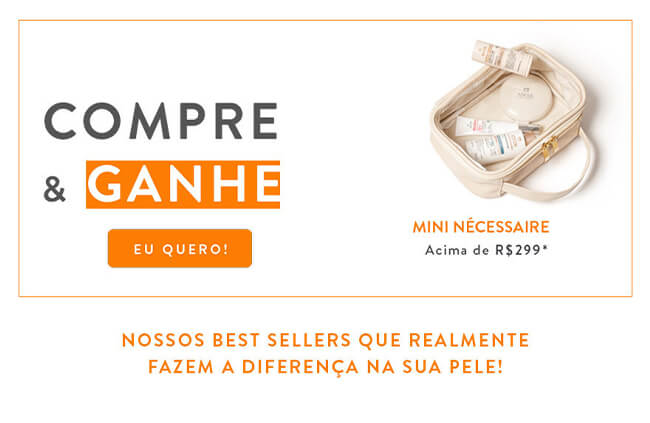 COMPRE
& GANHE
EU QUERO!
MINI NÉCESSAIRE
Acima de R$299*
NOSSOS BEST SELLERS QUE REALMENTE
FAZEM A DIFERENÇA NA SUA PELE!